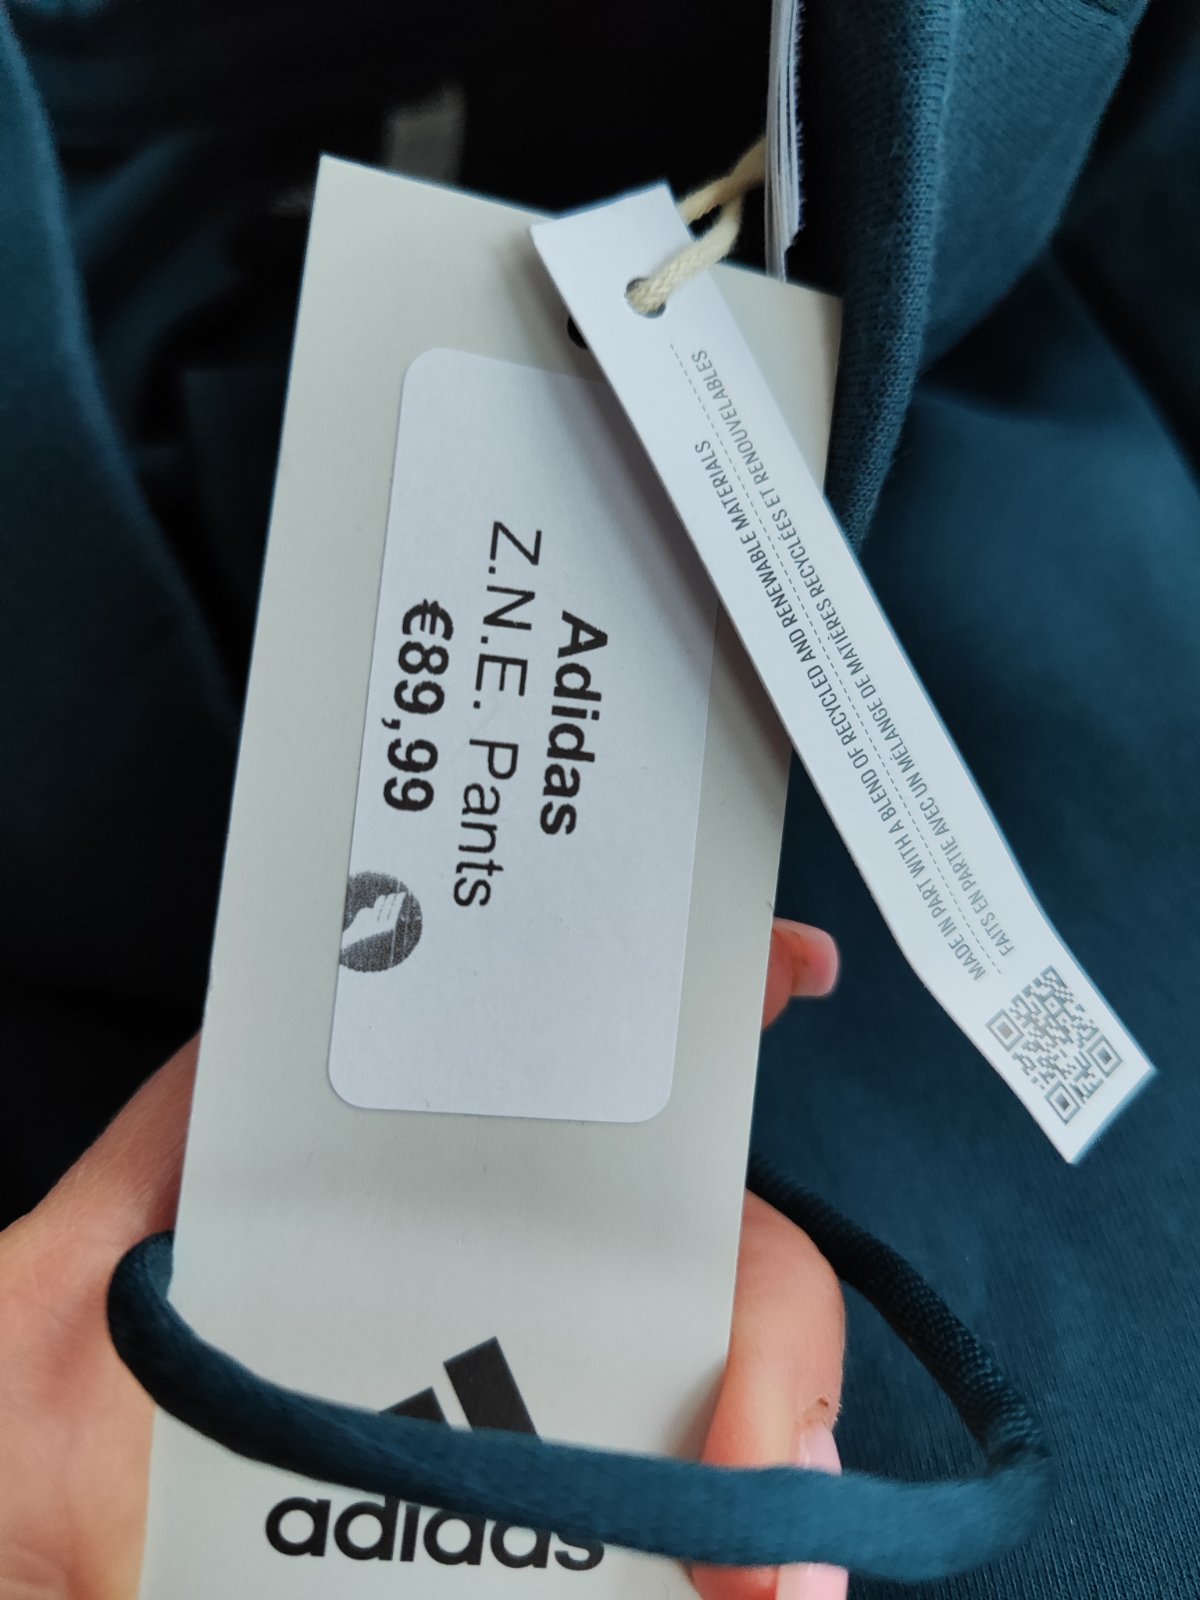 Adidas
Z.N.E. Pants
€89,99
MADE IN PART WITH A BLEND OF RECYCLED AND RENEWABLE MATERIALS
FAITS EN PARTIE AVEC UN MÉLANGE DE MATIÈRES RECYCLÉES ET RENOUVELABLES
adidas